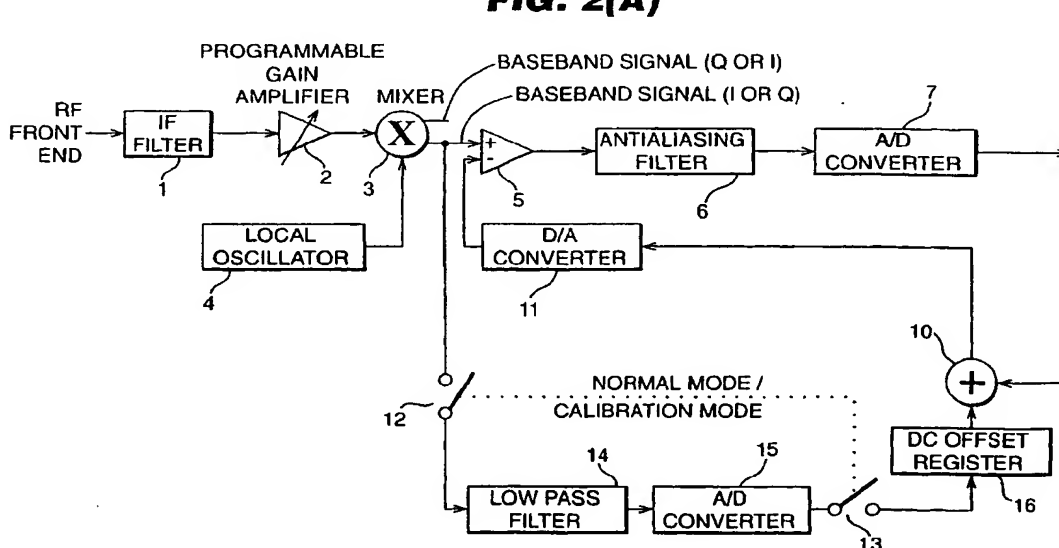 FIG. 2(A)
PROGRAMMABLE
GAIN
AMPLIFIER
MIXER
BASEBAND SIGNAL (Q OR I)
BASEBAND SIGNAL (I OR Q)
7
RF
FRONT
END
IF
FILTER
X
+
-
ANTIALIASING
FILTER
A/D
CONVERTER
1
2
3
5
6
LOCAL
OSCILLATOR
D/A
CONVERTER
4
11
10
+
12
NORMAL MODE /
CALIBRATION MODE
DC OFFSET
REGISTER
14
15
16
LOW PASS
FILTER
A/D
CONVERTER
13